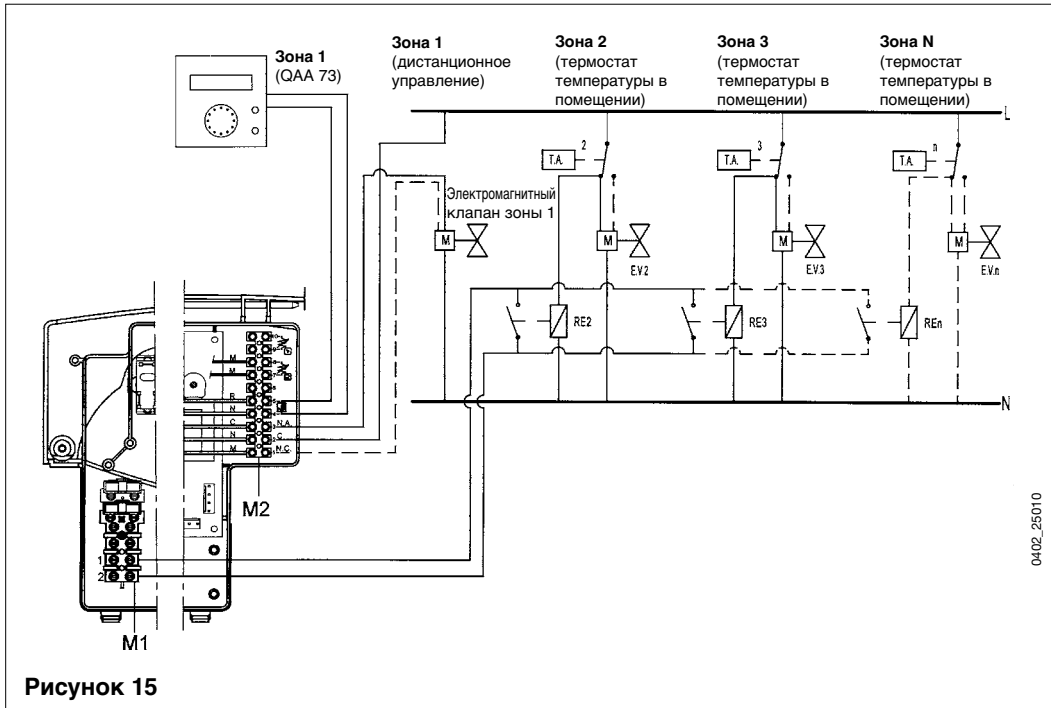 Зона 1
(QAA 73)
Зона 1
(дистанционное
управление)
Зона 2
(термостат
температуры в
помещении)
Зона 3
(термостат
температуры в
помещении)
Зона N
(термостат
температуры в
помещении)
L
T.A.
2
T.A.
3
T.A.
n
Электромагнитный
клапан зоны 1
M
M
E.V.2
M
E.V.3
M
E.V.n
RE2
RE3
REn
N
M
M
R
N
C
N.A.
N
C
M
N.C.
M2
1
2
M1
0402_25010
Рисунок 15